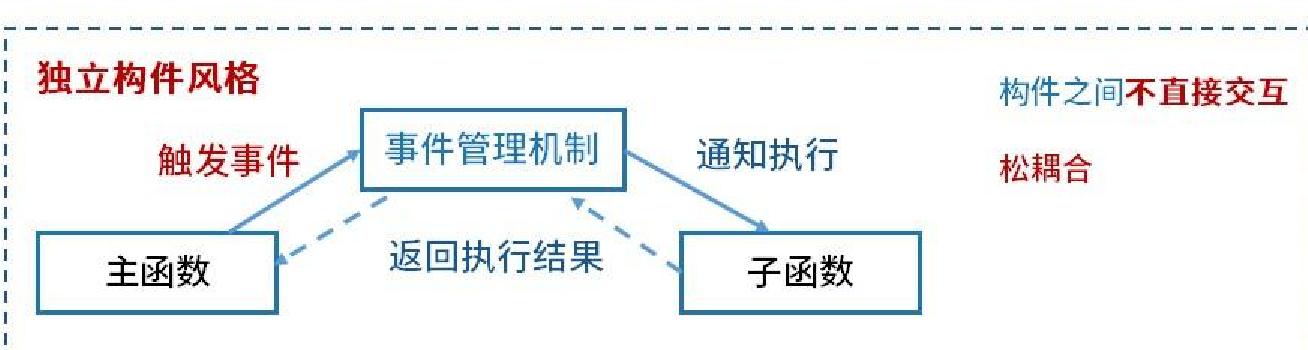 独立构件风格
构件之间不直接交互
触发事件
事件管理机制
通知执行
松耦合
返回执行结果
主函数
子函数